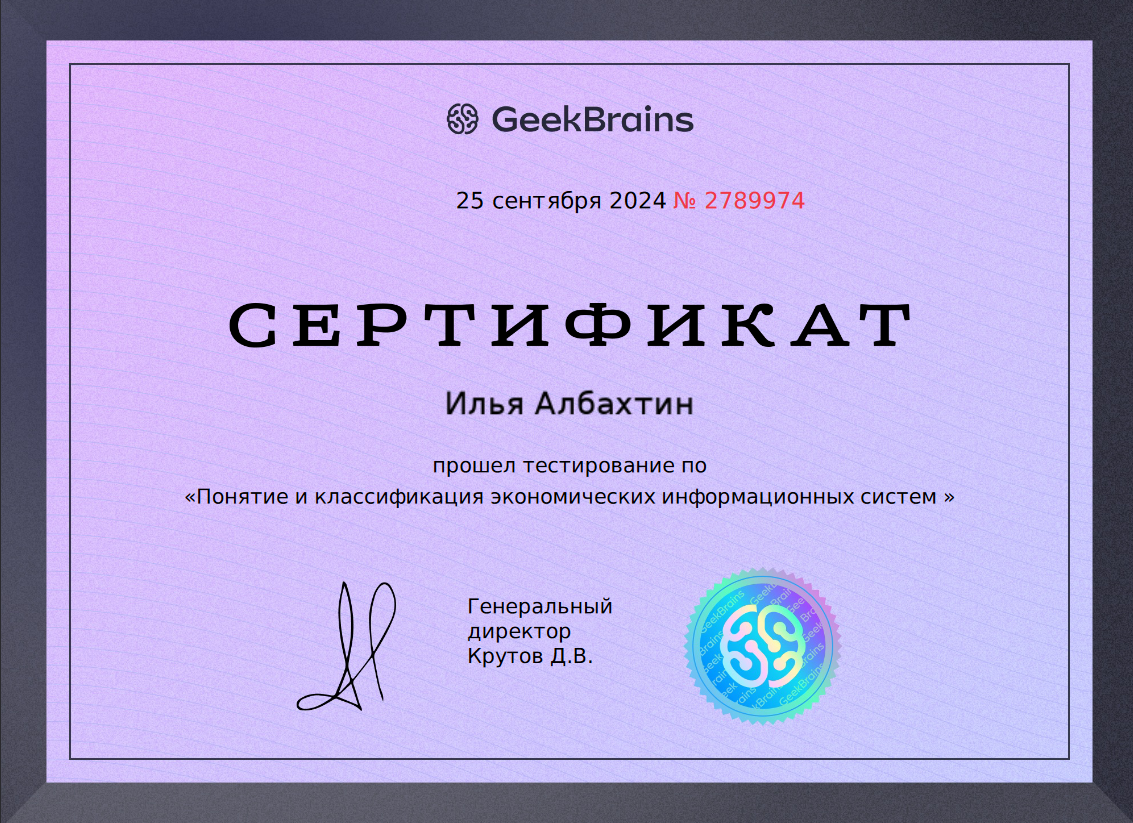 GeekBrains
25 сентября 2024 № 2789974
СЕРТИФИКАТ
Илья Албахтин
прошел тестирование по
«Понятие и классификация экономических информационных систем »
Генеральный
директор
Крутов Д.В.